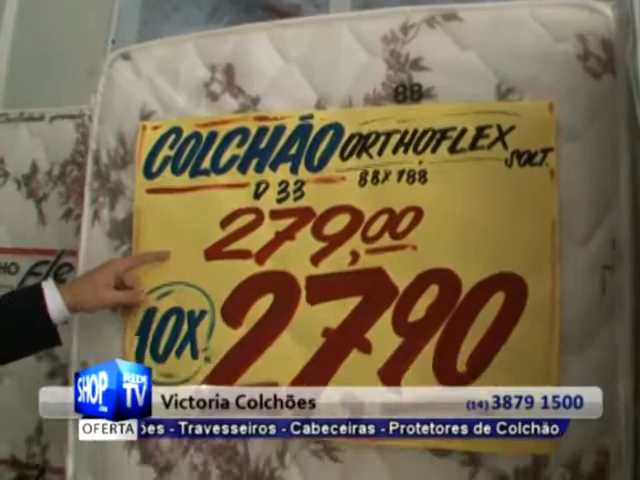 88
COLCHÃO ORTHOFLEX
SOLT.
D 33 88X188
279,00
10X 27,90
SHOP
REDE
TV
OFERTA
Victoria Colchões (14) 3879 1500
ões - Travesseiros - Cabeceiras - Protetores de Colchão